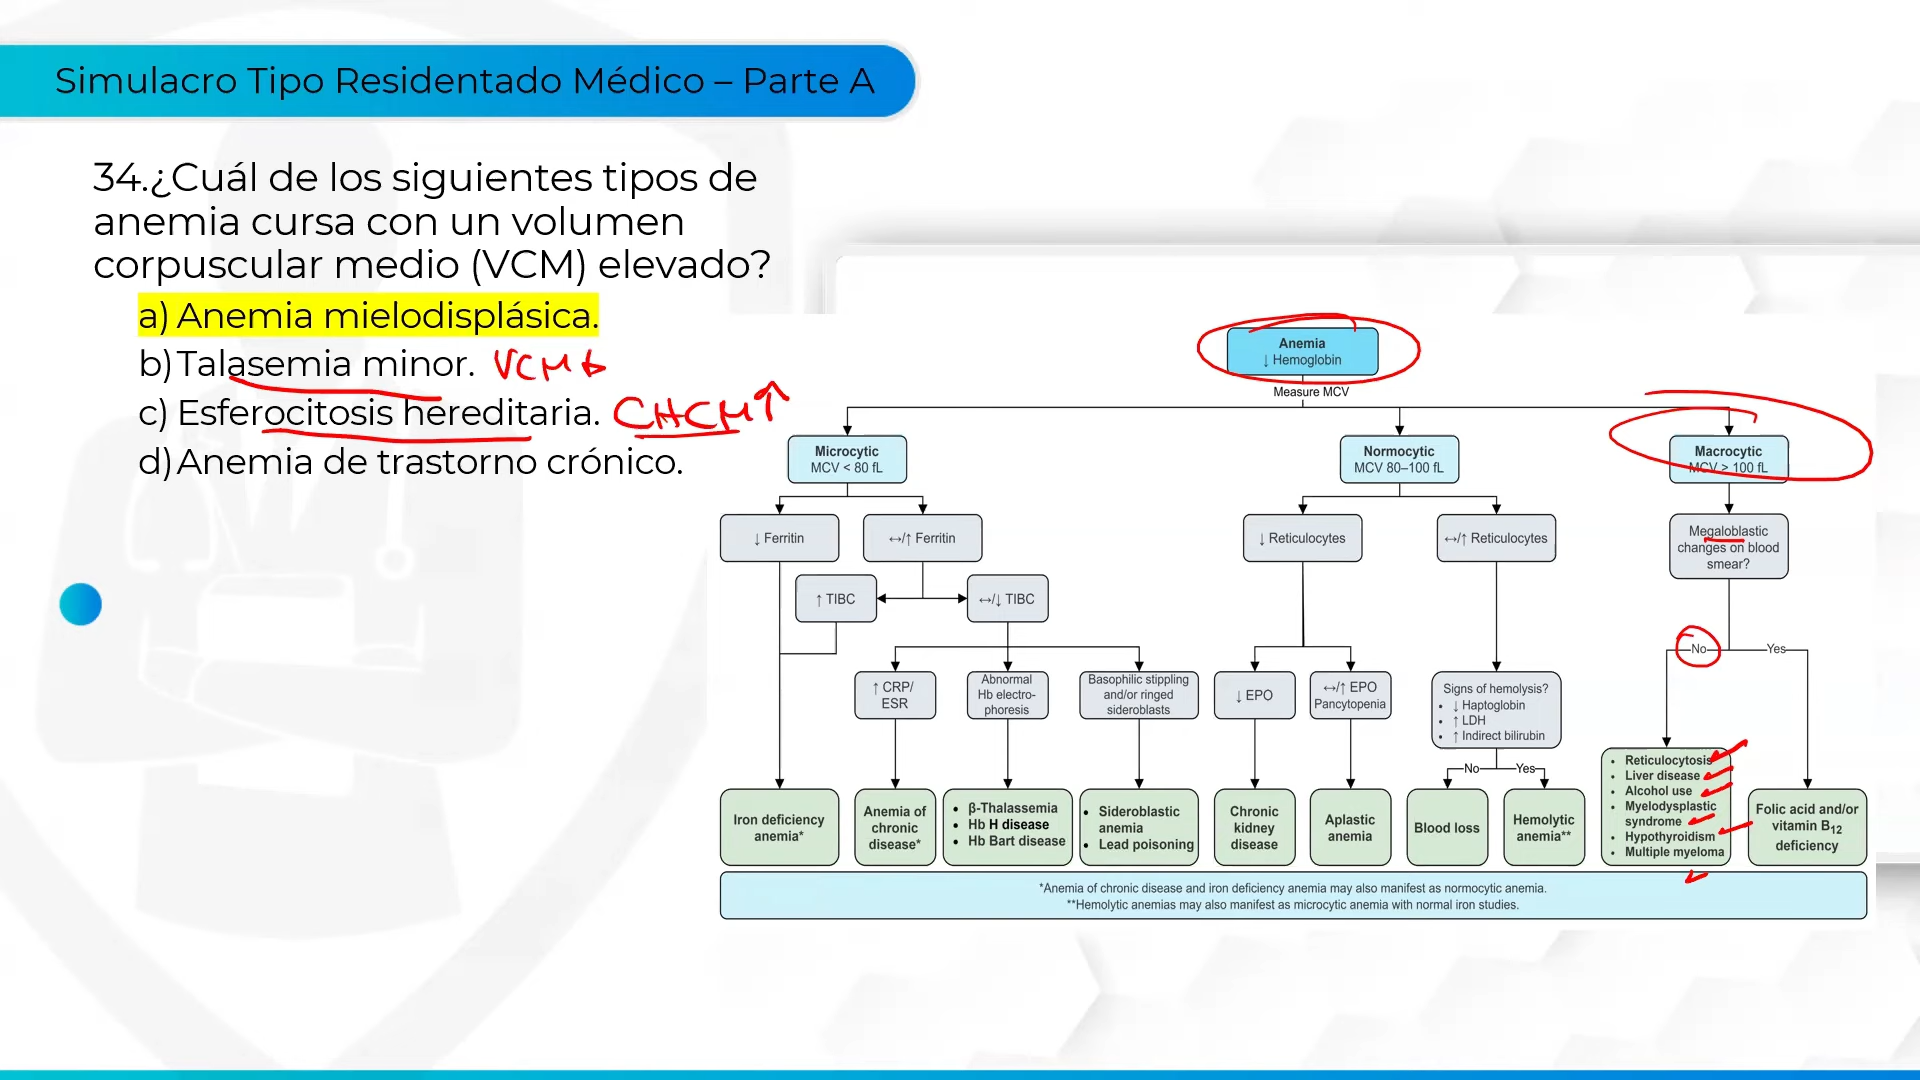 Simulacro Tipo Residentado Médico – Parte A
34.¿Cuál de los siguientes tipos de
anemia cursa con un volumen
corpuscular medio (VCM) elevado?
a) Anemia mielodisplásica.
b) Talasemia minor. VCM ↓
c) Esferocitosis hereditaria. CHCM↑
d) Anemia de trastorno crónico.
Anemia
↓ Hemoglobin
Measure MCV
Microcytic
MCV < 80 fL
Normocytic
MCV 80–100 fL
Macrocytic
MCV > 100 fL
↓ Ferritin
↔/↑ Ferritin
↓ Reticulocytes
↔/↑ Reticulocytes
Megaloblastic
changes on blood
smear?
↑ TIBC
↔/↓ TIBC
No
Yes
↑ CRP/
ESR
Abnormal
Hb electro-
phoresis
Basophilic stippling
and/or ringed
sideroblasts
↓ EPO
↔/↑ EPO
Pancytopenia
Signs of hemolysis?
• ↓ Haptoglobin
• ↑ LDH
• ↑ Indirect bilirubin
No
Yes
Iron deficiency
anemia*
Anemia of
chronic
disease*
• β-Thalassemia
• Hb H disease
• Hb Bart disease
• Sideroblastic
anemia
• Lead poisoning
Chronic
kidney
disease
Aplastic
anemia
Blood loss
Hemolytic
anemia**
• Reticulocytosis
• Liver disease
• Alcohol use
• Myelodysplastic
syndrome
• Hypothyroidism
• Multiple myeloma
Folic acid and/or
vitamin B12
deficiency
*Anemia of chronic disease and iron deficiency anemia may also manifest as normocytic anemia.
**Hemolytic anemias may also manifest as microcytic anemia with normal iron studies.